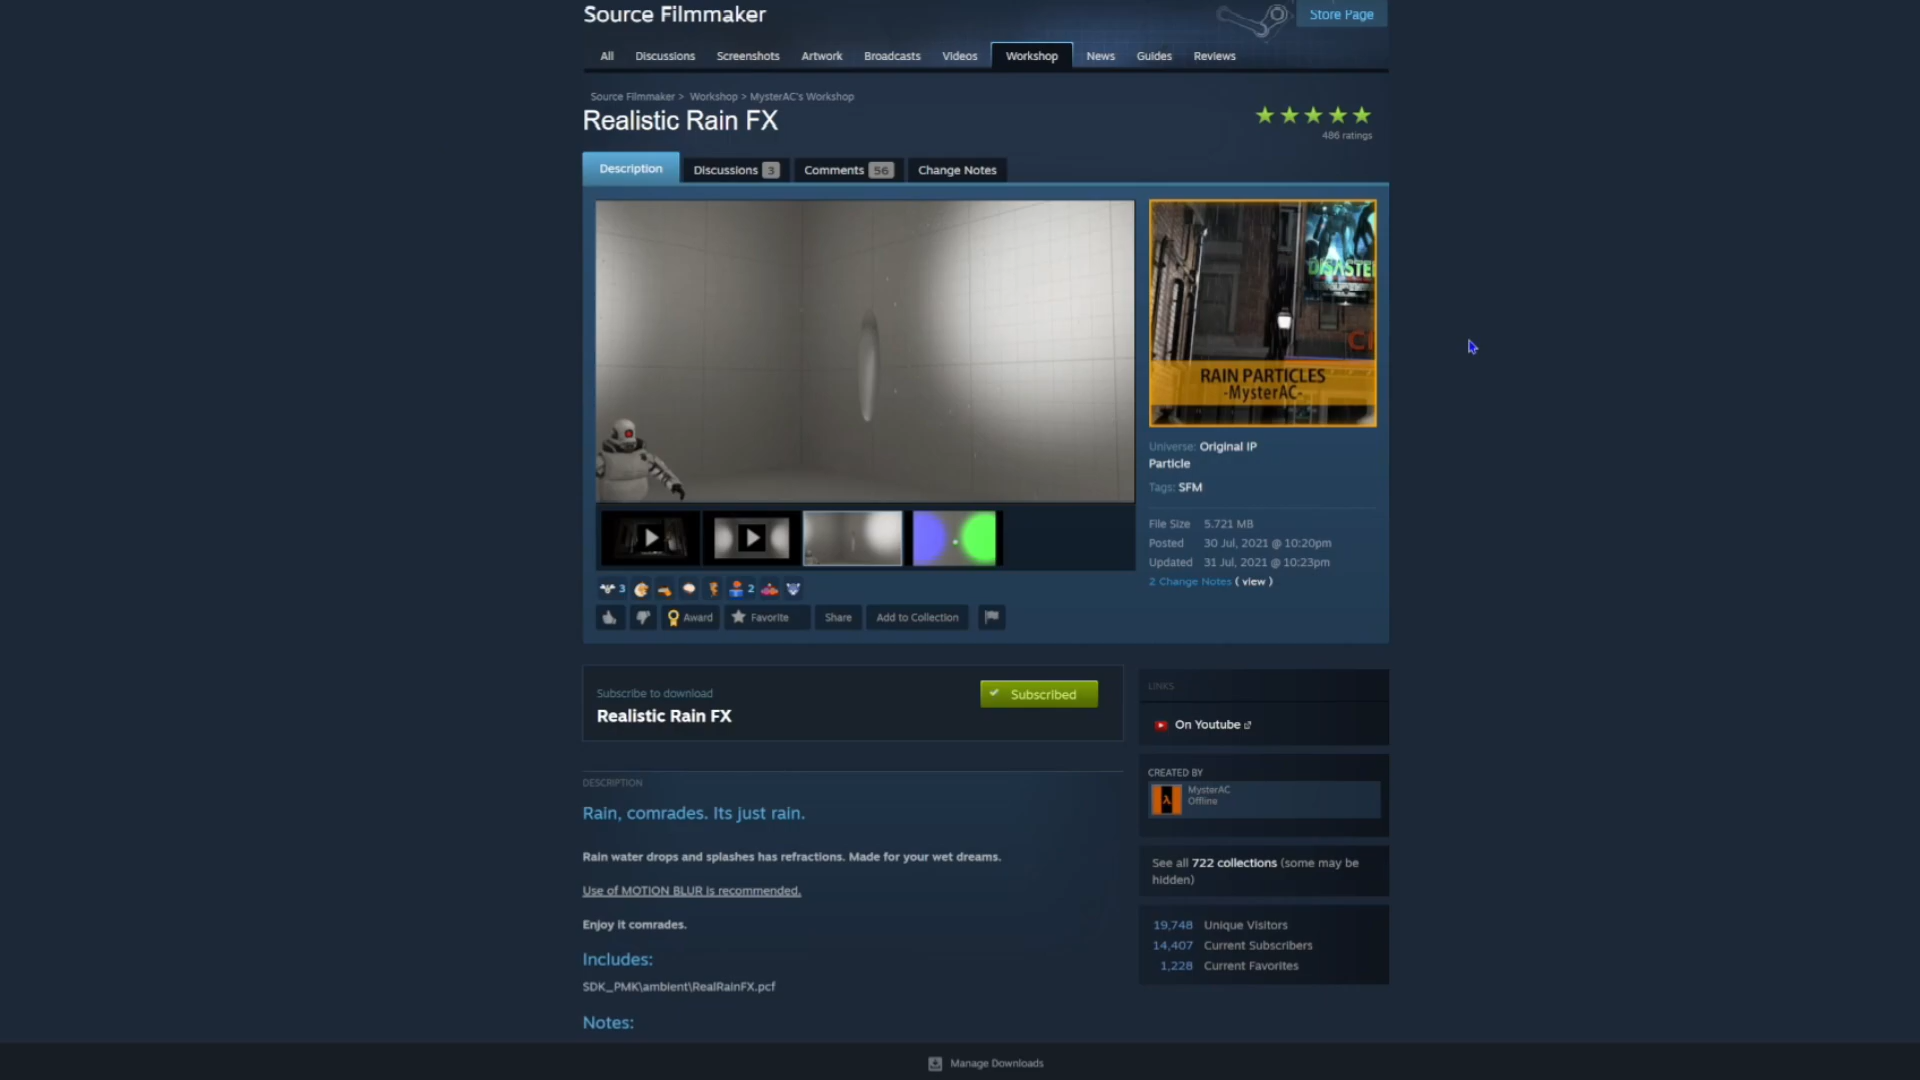 Source Filmmaker
Store Page
All Discussions Screenshots Artwork Broadcasts Videos Workshop News Guides Reviews
Source Filmmaker > Workshop > MysterAC's Workshop
Realistic Rain FX
486 ratings
Description Discussions 3 Comments 56 Change Notes
DISASTE
CI
RAIN PARTICLES
-MysterAC-
Universe: Original IP
Particle
Tags: SFM
File Size 5.721 MB
Posted 30 Jul, 2021 @ 10:20pm
Updated 31 Jul, 2021 @ 10:23pm
2 Change Notes ( view )
3 2
Award Favorite Share Add to Collection
Subscribe to download
Realistic Rain FX
Subscribed
LINKS
On Youtube
CREATED BY
MysterAC
Offline
See all 722 collections (some may be
hidden)
19,748 Unique Visitors
14,407 Current Subscribers
1,228 Current Favorites
DESCRIPTION
Rain, comrades. Its just rain.
Rain water drops and splashes has refractions. Made for your wet dreams.
Use of MOTION BLUR is recommended.
Enjoy it comrades.
Includes:
SDK_PMK\ambient\RealRainFX.pcf
Notes:
Manage Downloads